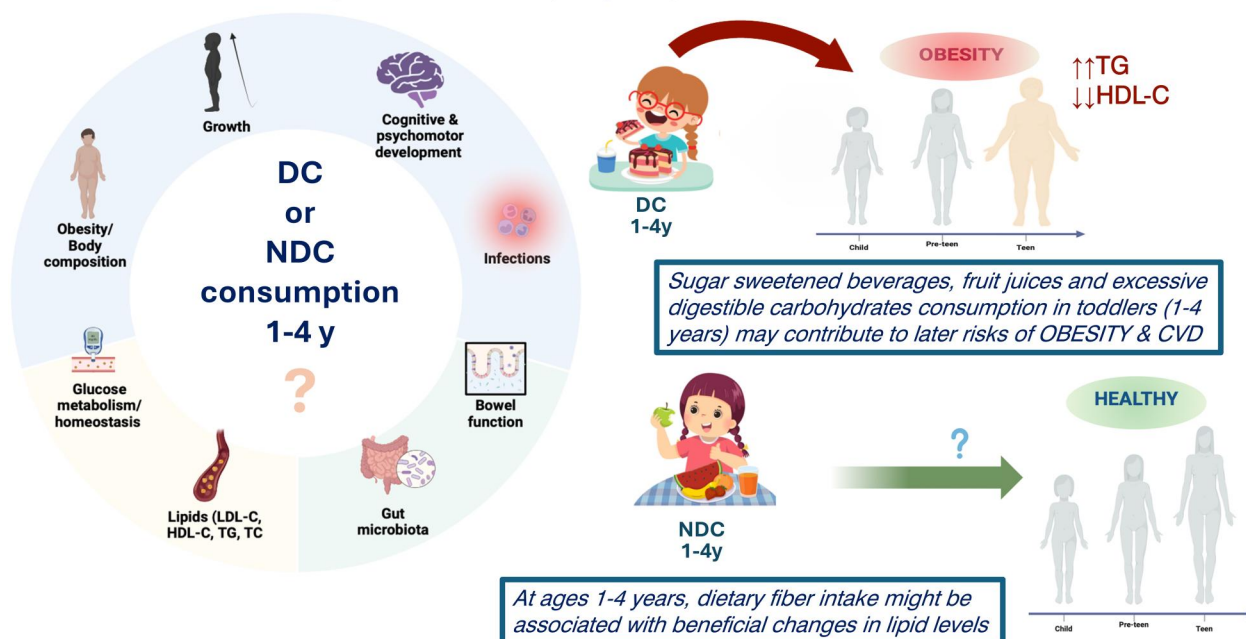 Growth
Cognitive &
psychomotor
development
Obesity/
Body
composition
Infections
DC
or
NDC
consumption
1-4 y
?
Glucose
metabolism/
homeostasis
Bowel
function
Lipids (LDL-C,
HDL-C, TG, TC
Gut
microbiota
DC
1-4y
OBESITY
↑↑TG
↓↓HDL-C
Child
Pre-teen
Teen
Sugar sweetened beverages, fruit juices and excessive
digestible carbohydrates consumption in toddlers (1-4
years) may contribute to later risks of OBESITY & CVD
NDC
1-4y
?
HEALTHY
Child
Pre-teen
Teen
At ages 1-4 years, dietary fiber intake might be
associated with beneficial changes in lipid levels